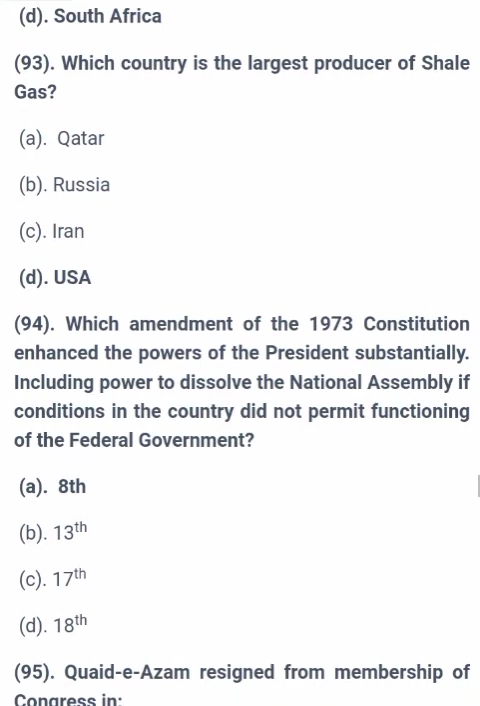 (d). South Africa
(93). Which country is the largest producer of Shale
Gas?
(a). Qatar
(b). Russia
(c). Iran
(d). USA
(94). Which amendment of the 1973 Constitution
enhanced the powers of the President substantially.
Including power to dissolve the National Assembly if
conditions in the country did not permit functioning
of the Federal Government?
(a). 8th
(b). 13th
(c). 17th
(d). 18th
(95). Quaid-e-Azam resigned from membership of
Congress in: